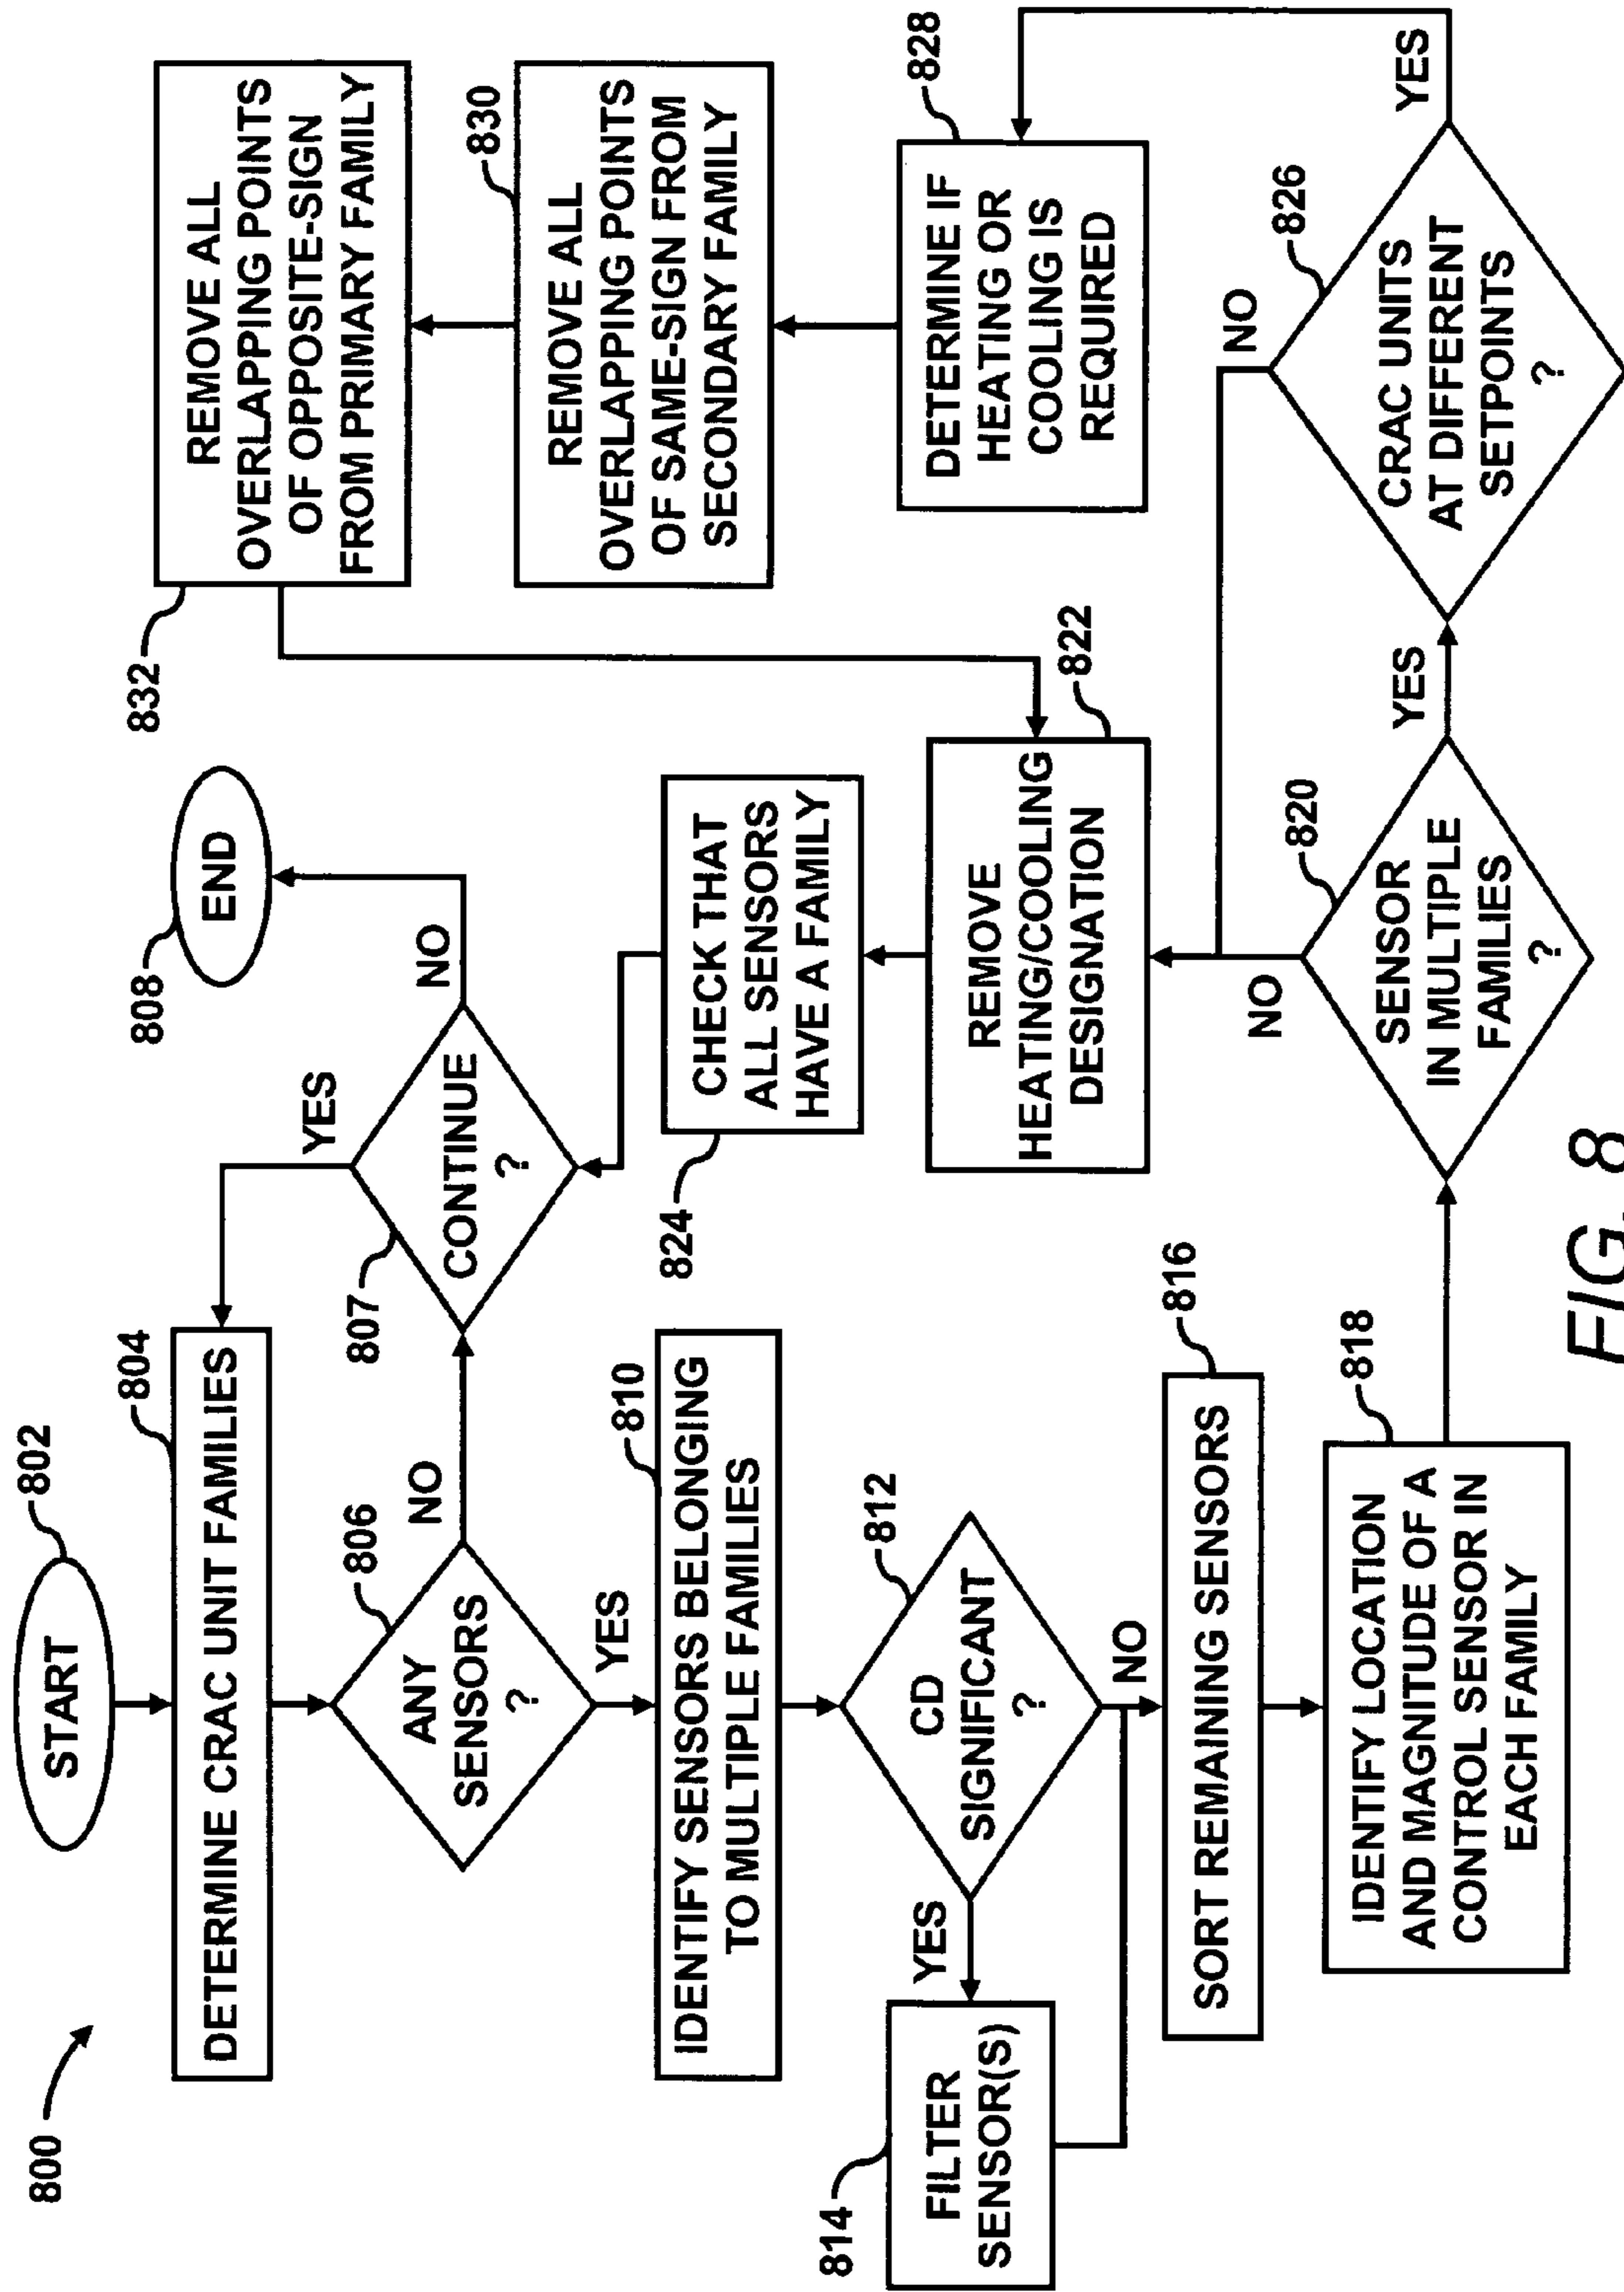 800
START
802
DETERMINE CRAC UNIT FAMILIES
804
ANY
SENSORS
?
806
NO
YES
CONTINUE
?
807
YES
NO
END
808
IDENTIFY SENSORS BELONGING
TO MULTIPLE FAMILIES
810
CD
SIGNIFICANT
?
812
YES
NO
FILTER
SENSOR(S)
814
SORT REMAINING SENSORS
816
IDENTIFY LOCATION
AND MAGNITUDE OF A
CONTROL SENSOR IN
EACH FAMILY
818
SENSOR
IN MULTIPLE
FAMILIES
?
820
NO
YES
REMOVE
HEATING/COOLING
DESIGNATION
822
CHECK THAT
ALL SENSORS
HAVE A FAMILY
824
CRAC UNITS
AT DIFFERENT
SETPOINTS
?
826
NO
YES
DETERMINE IF
HEATING OR
COOLING IS
REQUIRED
828
REMOVE ALL
OVERLAPPING POINTS
OF SAME-SIGN FROM
SECONDARY FAMILY
830
REMOVE ALL
OVERLAPPING POINTS
OF OPPOSITE-SIGN
FROM PRIMARY FAMILY
832
FIG. 8